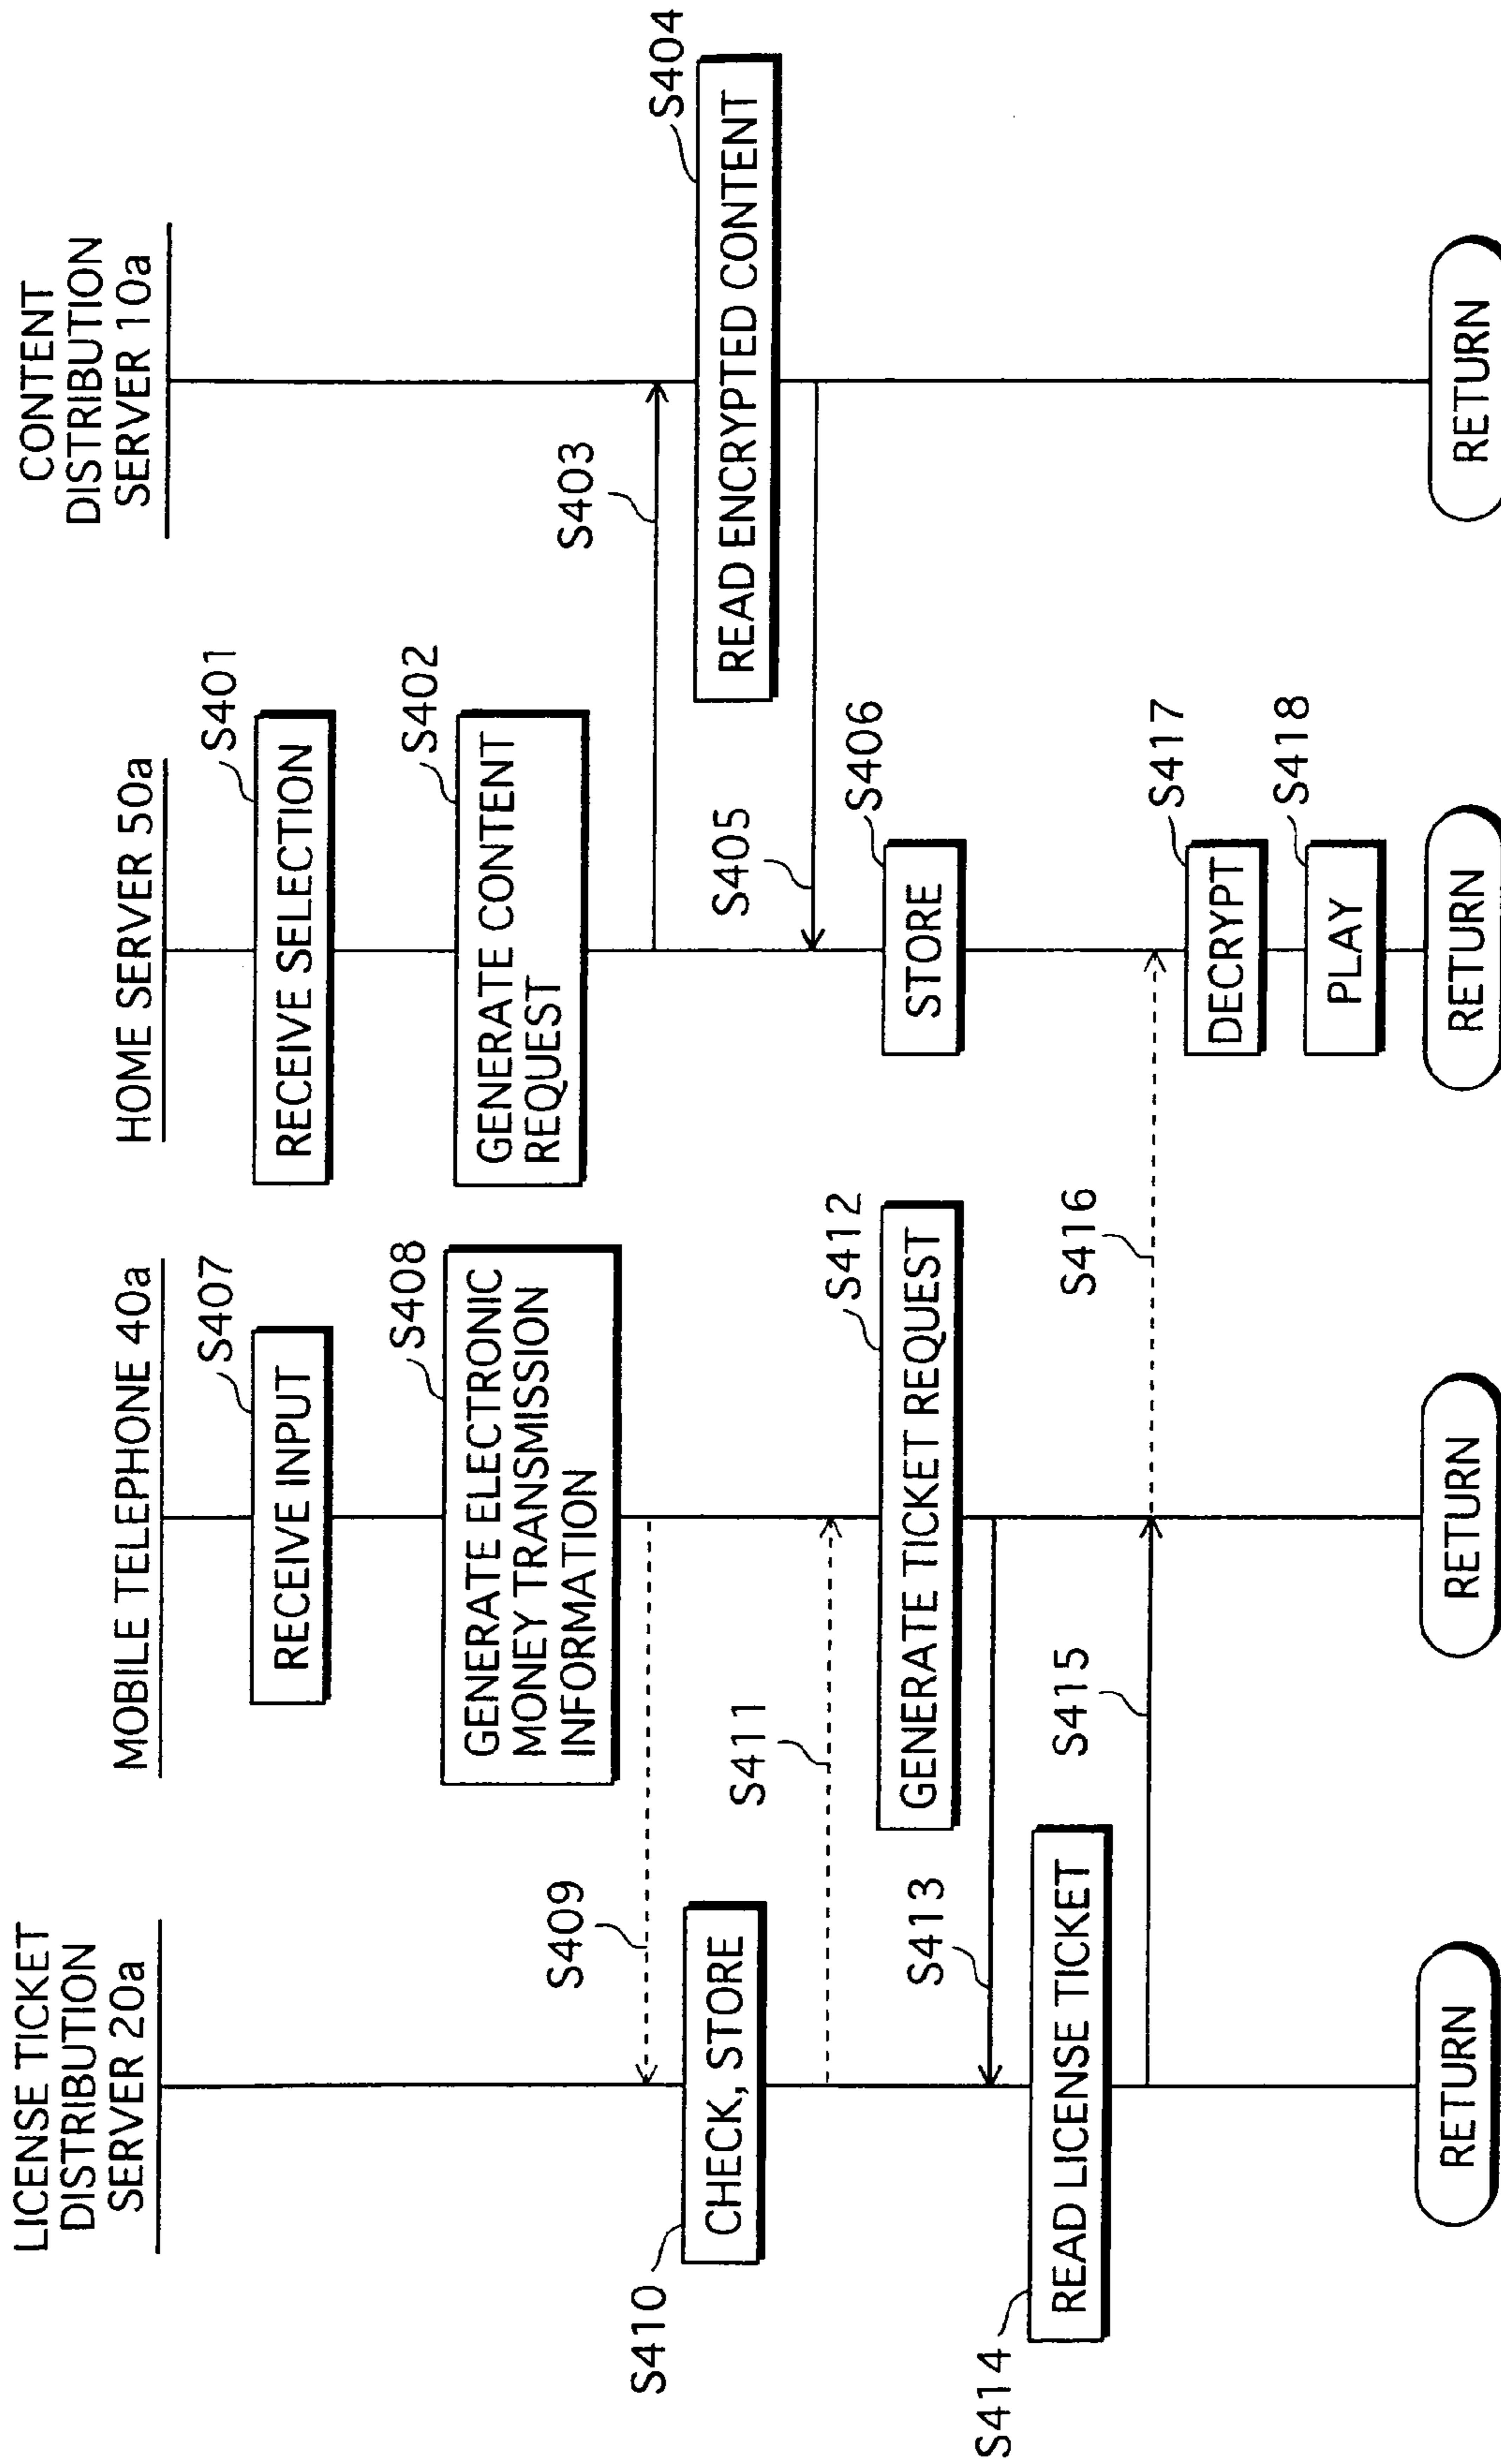 LICENSE TICKET
DISTRIBUTION
SERVER 20a
MOBILE TELEPHONE 40a
HOME SERVER 50a
CONTENT
DISTRIBUTION
SERVER 10a
S407
RECEIVE INPUT
S401
RECEIVE SELECTION
S408
GENERATE ELECTRONIC
MONEY TRANSMISSION
INFORMATION
S402
GENERATE CONTENT
REQUEST
S409
S403
S410
CHECK, STORE
S404
READ ENCRYPTED CONTENT
S411
S405
S412
GENERATE TICKET REQUEST
S406
STORE
S413
S414
READ LICENSE TICKET
S415
S416
S417
DECRYPT
S418
PLAY
RETURN
RETURN
RETURN
RETURN